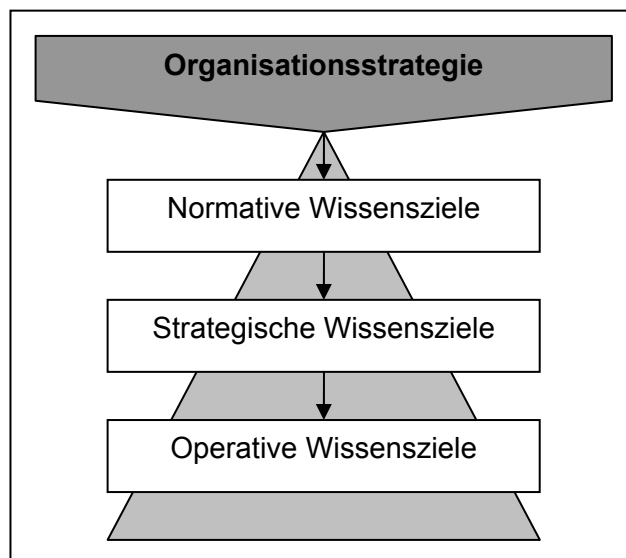 Organisationsstrategie
Normative Wissensziele
Strategische Wissensziele
Operative Wissensziele